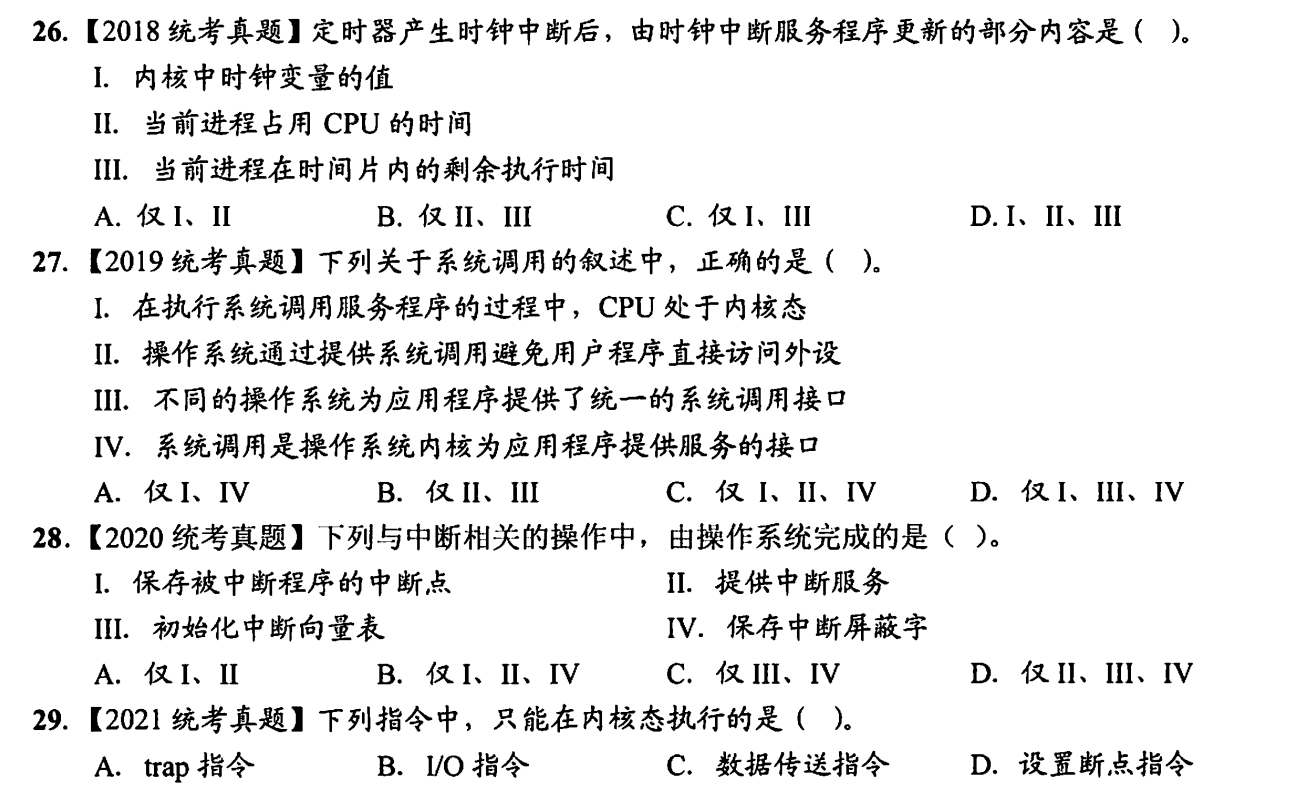 26.【2018 统考真题】定时器产生时钟中断后，由时钟中断服务程序更新的部分内容是（ ）。
I. 内核中时钟变量的值
II. 当前进程占用 CPU 的时间
III. 当前进程在时间片内的剩余执行时间
A. 仅 I、II B. 仅 II、III C. 仅 I、III D. I、II、III
27.【2019 统考真题】下列关于系统调用的叙述中，正确的是（ ）。
I. 在执行系统调用服务程序的过程中，CPU 处于内核态
II. 操作系统通过提供系统调用避免用户程序直接访问外设
III. 不同的操作系统为应用程序提供了统一的系统调用接口
IV. 系统调用是操作系统内核为应用程序提供服务的接口
A. 仅 I、IV B. 仅 II、III C. 仅 I、II、IV D. 仅 I、III、IV
28.【2020 统考真题】下列与中断相关的操作中，由操作系统完成的是（ ）。
I. 保存被中断程序的中断点 II. 提供中断服务
III. 初始化中断向量表 IV. 保存中断屏蔽字
A. 仅 I、II B. 仅 I、II、IV C. 仅 III、IV D. 仅 II、III、IV
29.【2021 统考真题】下列指令中，只能在内核态执行的是（ ）。
A. trap 指令 B. I/O 指令 C. 数据传送指令 D. 设置断点指令